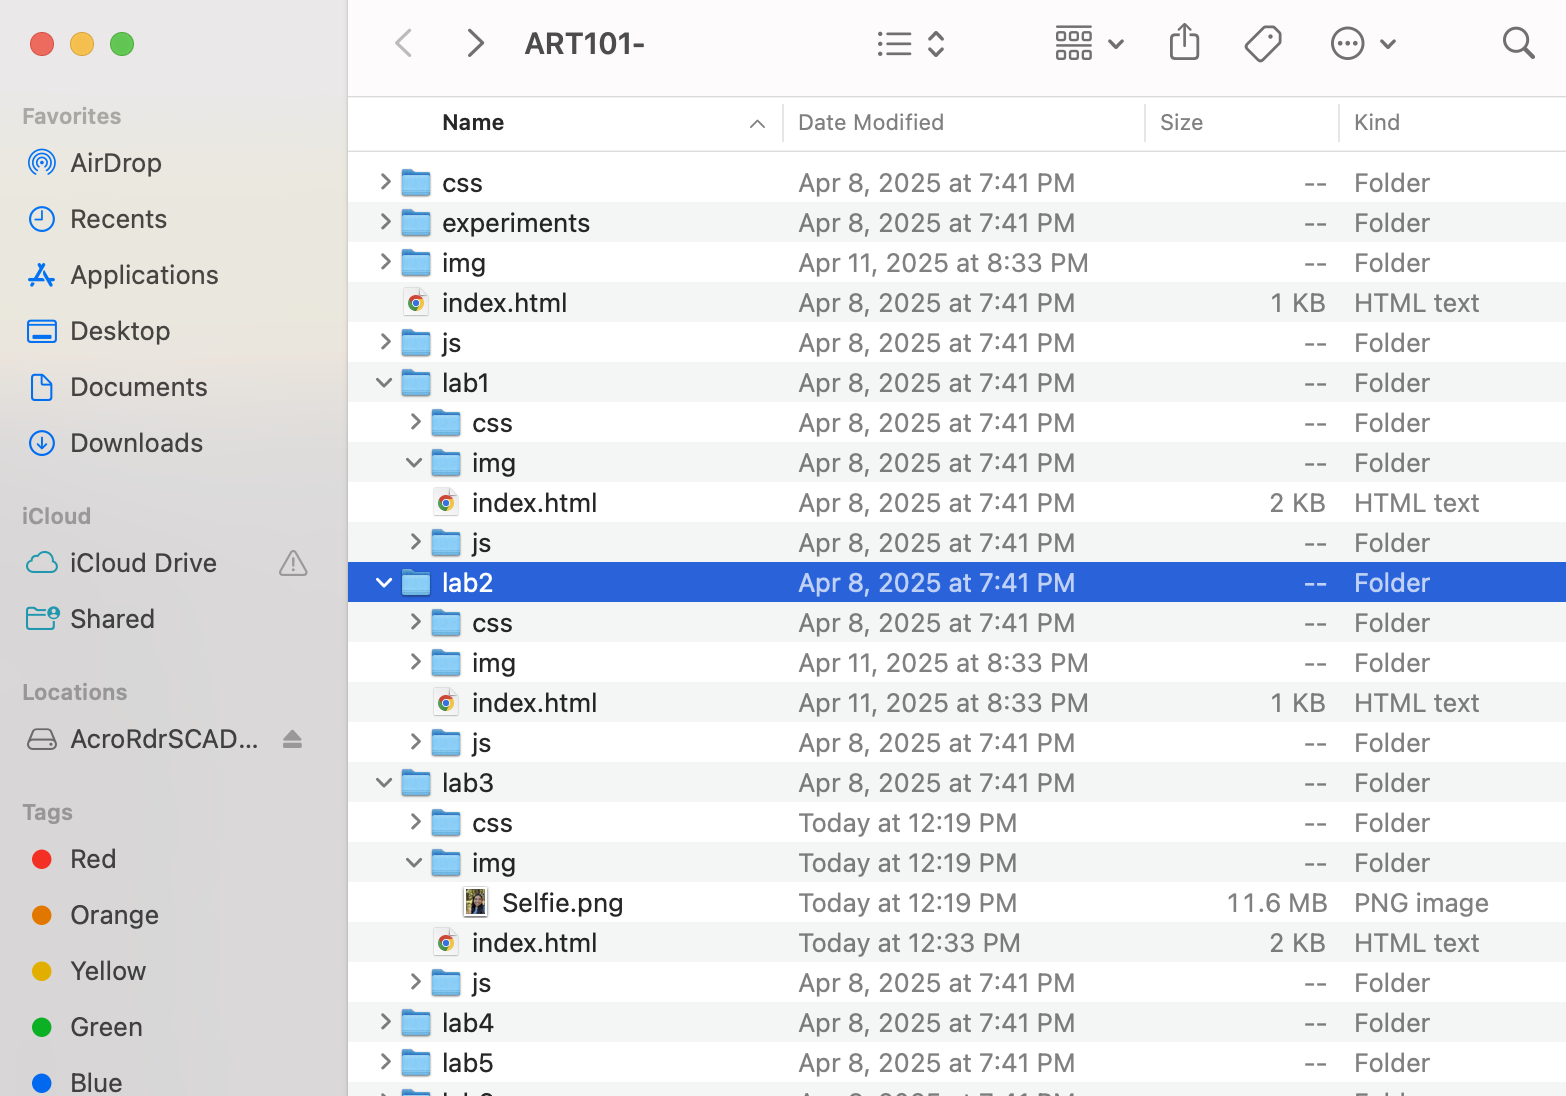 ART101-
Favorites
AirDrop
Recents
Applications
Desktop
Documents
Downloads
iCloud
iCloud Drive
Shared
Locations
AcroRdrSCAD...
Tags
Red
Orange
Yellow
Green
Blue
Name Date Modified Size Kind
css Apr 8, 2025 at 7:41 PM -- Folder
experiments Apr 8, 2025 at 7:41 PM -- Folder
img Apr 11, 2025 at 8:33 PM -- Folder
index.html Apr 8, 2025 at 7:41 PM 1 KB HTML text
js Apr 8, 2025 at 7:41 PM -- Folder
lab1 Apr 8, 2025 at 7:41 PM -- Folder
css Apr 8, 2025 at 7:41 PM -- Folder
img Apr 8, 2025 at 7:41 PM -- Folder
index.html Apr 8, 2025 at 7:41 PM 2 KB HTML text
js Apr 8, 2025 at 7:41 PM -- Folder
lab2 Apr 8, 2025 at 7:41 PM -- Folder
css Apr 8, 2025 at 7:41 PM -- Folder
img Apr 11, 2025 at 8:33 PM -- Folder
index.html Apr 11, 2025 at 8:33 PM 1 KB HTML text
js Apr 8, 2025 at 7:41 PM -- Folder
lab3 Apr 8, 2025 at 7:41 PM -- Folder
css Today at 12:19 PM -- Folder
img Today at 12:19 PM -- Folder
Selfie.png Today at 12:19 PM 11.6 MB PNG image
index.html Today at 12:33 PM 2 KB HTML text
js Apr 8, 2025 at 7:41 PM -- Folder
lab4 Apr 8, 2025 at 7:41 PM -- Folder
lab5 Apr 8, 2025 at 7:41 PM -- Folder